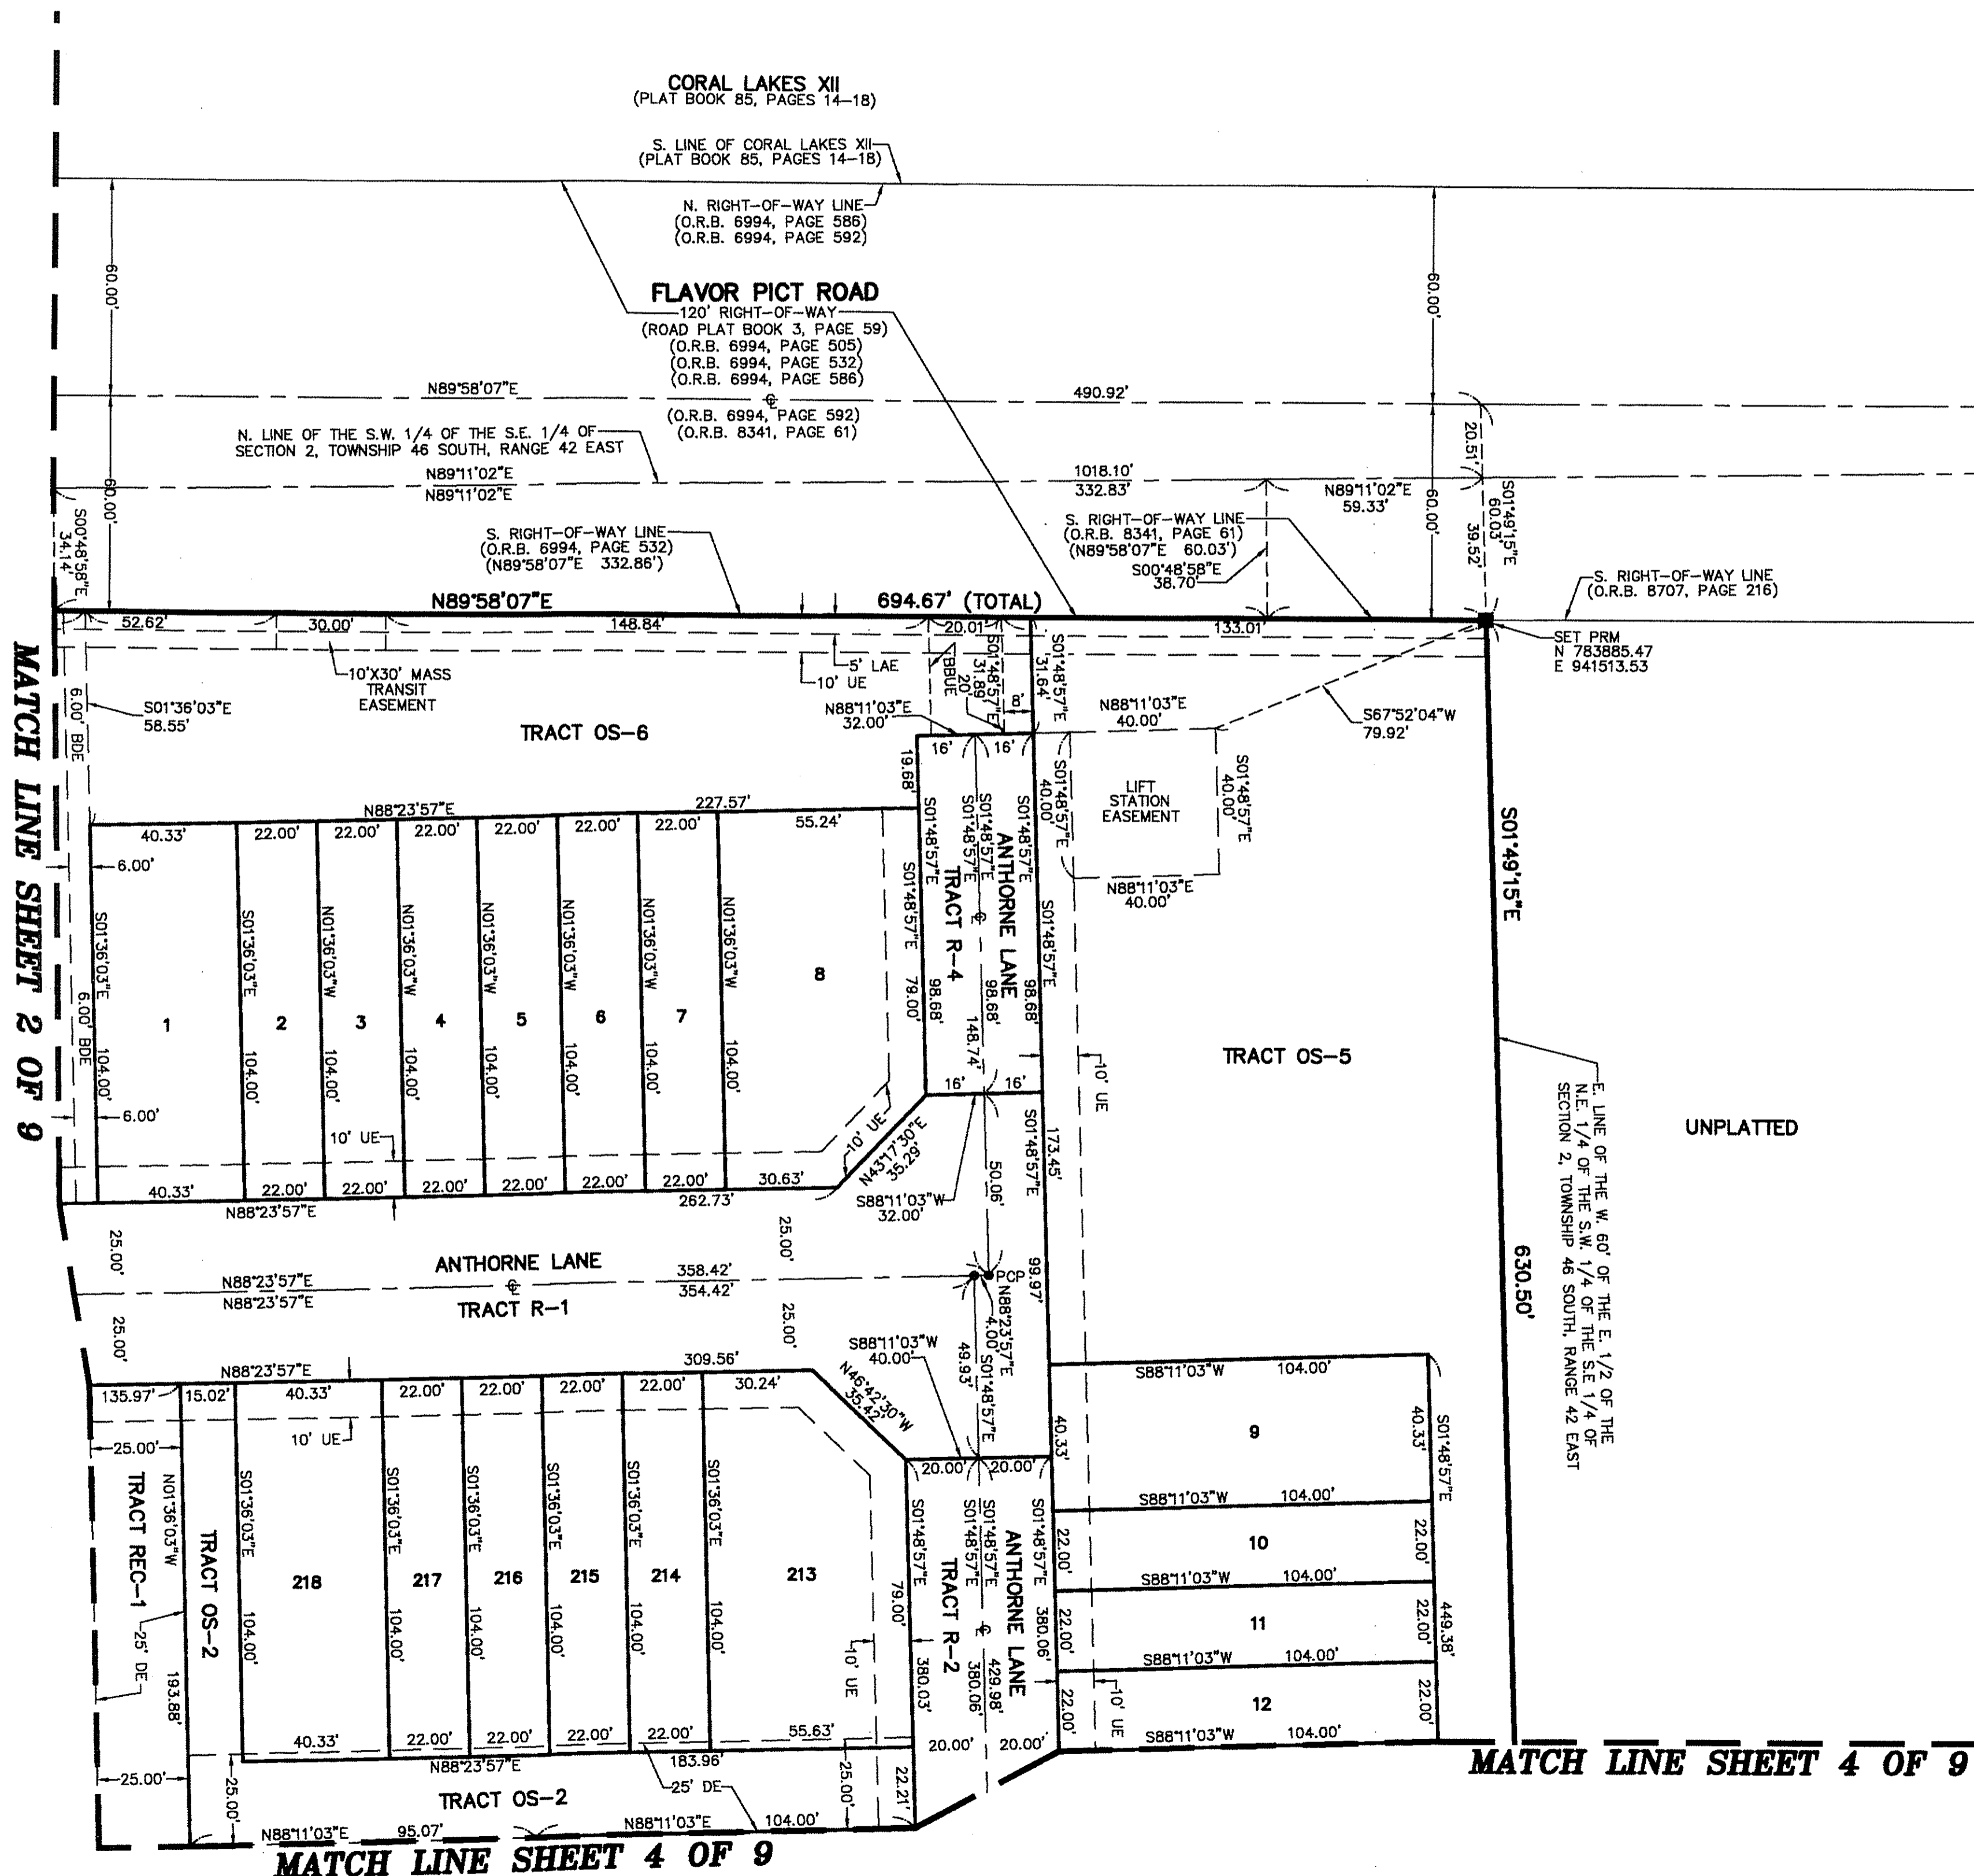 CORAL LAKES XII
(PLAT BOOK 85, PAGES 14-18)
S. LINE OF CORAL LAKES XII
(PLAT BOOK 85, PAGES 14-18)
N. RIGHT-OF-WAY LINE
(O.R.B. 6994, PAGE 586)
(O.R.B. 6994, PAGE 592)
60.00'
60.00'
FLAVOR PICT ROAD
120' RIGHT-OF-WAY
(ROAD PLAT BOOK 3, PAGE 59)
(O.R.B. 6994, PAGE 505)
(O.R.B. 6994, PAGE 532)
(O.R.B. 6994, PAGE 586)
N89°58'07"E
℄
490.92'
(O.R.B. 6994, PAGE 592)
(O.R.B. 8341, PAGE 61)
N. LINE OF THE S.W. 1/4 OF THE S.E. 1/4 OF
SECTION 2, TOWNSHIP 46 SOUTH, RANGE 42 EAST
20.51'
N89°11'02"E
N89°11'02"E
1018.10'
332.83'
N89°11'02"E
59.33'
60.00'
60.00'
S01°49'15"E
60.03'
39.52'
S00°48'58"E
34.14'
S. RIGHT-OF-WAY LINE
(O.R.B. 6994, PAGE 532)
(N89°58'07"E 332.86')
S. RIGHT-OF-WAY LINE
(O.R.B. 8341, PAGE 61)
(N89°58'07"E 60.03')
S00°48'58"E
38.70'
S. RIGHT-OF-WAY LINE
(O.R.B. 8707, PAGE 216)
N89°58'07"E
694.67' (TOTAL)
52.62'
30.00'
148.84'
20.01'
133.01'
SET PRM
N 783885.47
E 941513.53
MATCH LINE SHEET 2 OF 9
6.00' BDE
S01°36'03"E
58.55'
10'X30' MASS
TRANSIT
EASEMENT
5' LAE
10' UE
BBUE
S01°48'57"E
31.89'
20'
8'
S01°48'57"E
31.64'
N88°11'03"E
32.00'
N88°11'03"E
40.00'
S67°52'04"W
79.92'
TRACT OS-6
16'
16'
19.68'
S01°48'57"E
40.00'
LIFT
STATION
EASEMENT
S01°48'57"E
40.00'
N88°11'03"E
40.00'
N88°23'57"E
227.57'
40.33'
22.00'
22.00'
22.00'
22.00'
22.00'
22.00'
55.24'
6.00'
S01°36'03"E
104.00'
S01°36'03"E
104.00'
N01°36'03"W
104.00'
N01°36'03"W
104.00'
N01°36'03"W
104.00'
N01°36'03"W
104.00'
N01°36'03"W
104.00'
N01°36'03"W
104.00'
1
2
3
4
5
6
7
8
S01°48'57"E
79.00'
S01°48'57"E
98.68'
TRACT R-4
S01°48'57"E
148.74'
S01°48'57"E
98.68'
℄
ANTHORNE LANE
S01°48'57"E
98.68'
S01°48'57"E
173.45'
TRACT OS-5
10' UE
S01°49'15"E
630.50'
E. LINE OF THE W. 60' OF THE E. 1/2 OF THE
N.E. 1/4 OF THE S.W. 1/4 OF THE S.E 1/4 OF
SECTION 2, TOWNSHIP 46 SOUTH, RANGE 42 EAST
UNPLATTED
6.00' BDE
6.00'
10' UE
10' UE
16'
16'
N43°17'30"E
35.29'
S88°11'03"W
32.00'
50.06'
S01°48'57"E
99.97'
40.33'
22.00'
22.00'
22.00'
22.00'
22.00'
22.00'
30.63'
N88°23'57"E
262.73'
25.00'
25.00'
ANTHORNE LANE
N88°23'57"E
N88°23'57"E
℄
358.42'
354.42'
TRACT R-1
25.00'
25.00'
PCP
N88°23'57"E
4.00'
S01°48'57"E
49.93'
S88°11'03"W
40.00'
N46°42'30"W
35.42'
N88°23'57"E
309.56'
135.97'
15.02'
40.33'
22.00'
22.00'
22.00'
22.00'
30.24'
10' UE
25.00'
TRACT REC-1
25' DE
N01°36'03"W
193.88'
TRACT OS-2
S01°36'03"E
104.00'
S01°36'03"E
104.00'
S01°36'03"E
104.00'
S01°36'03"E
104.00'
S01°36'03"E
104.00'
S01°36'03"E
104.00'
218
217
216
215
214
213
10' UE
20.00'
20.00'
S01°48'57"E
79.00'
380.03'
TRACT R-2
S01°48'57"E
380.06'
S01°48'57"E
429.98'
℄
ANTHORNE LANE
S01°48'57"E
380.06'
S88°11'03"W
104.00'
40.33'
9
40.33'
S01°48'57"E
449.38'
S88°11'03"W
104.00'
22.00'
10
22.00'
S88°11'03"W
104.00'
22.00'
11
22.00'
S88°11'03"W
104.00'
22.00'
12
22.00'
10' UE
S88°11'03"W
104.00'
40.33'
22.00'
22.00'
22.00'
22.00'
55.63'
N88°23'57"E
183.96'
20.00'
20.00'
25.00'
25.00'
TRACT OS-2
25' DE
25.00'
22.21'
N88°11'03"E
95.07'
N88°11'03"E
104.00'
MATCH LINE SHEET 4 OF 9
MATCH LINE SHEET 4 OF 9